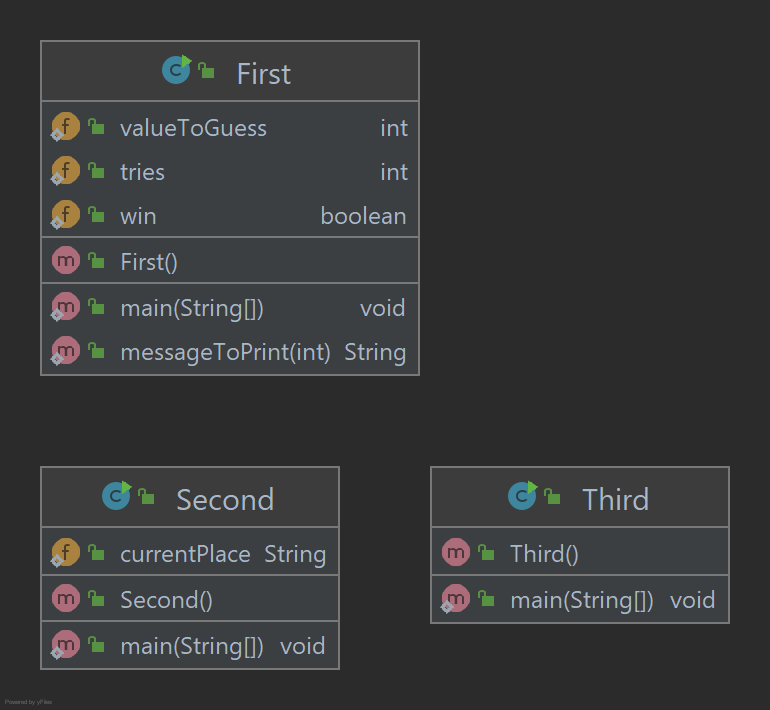 First
valueToGuess int
tries int
win boolean
First()
main(String[]) void
messageToPrint(int) String
Second
currentPlace String
Second()
main(String[]) void
Third
Third()
main(String[]) void
Powered by yFiles